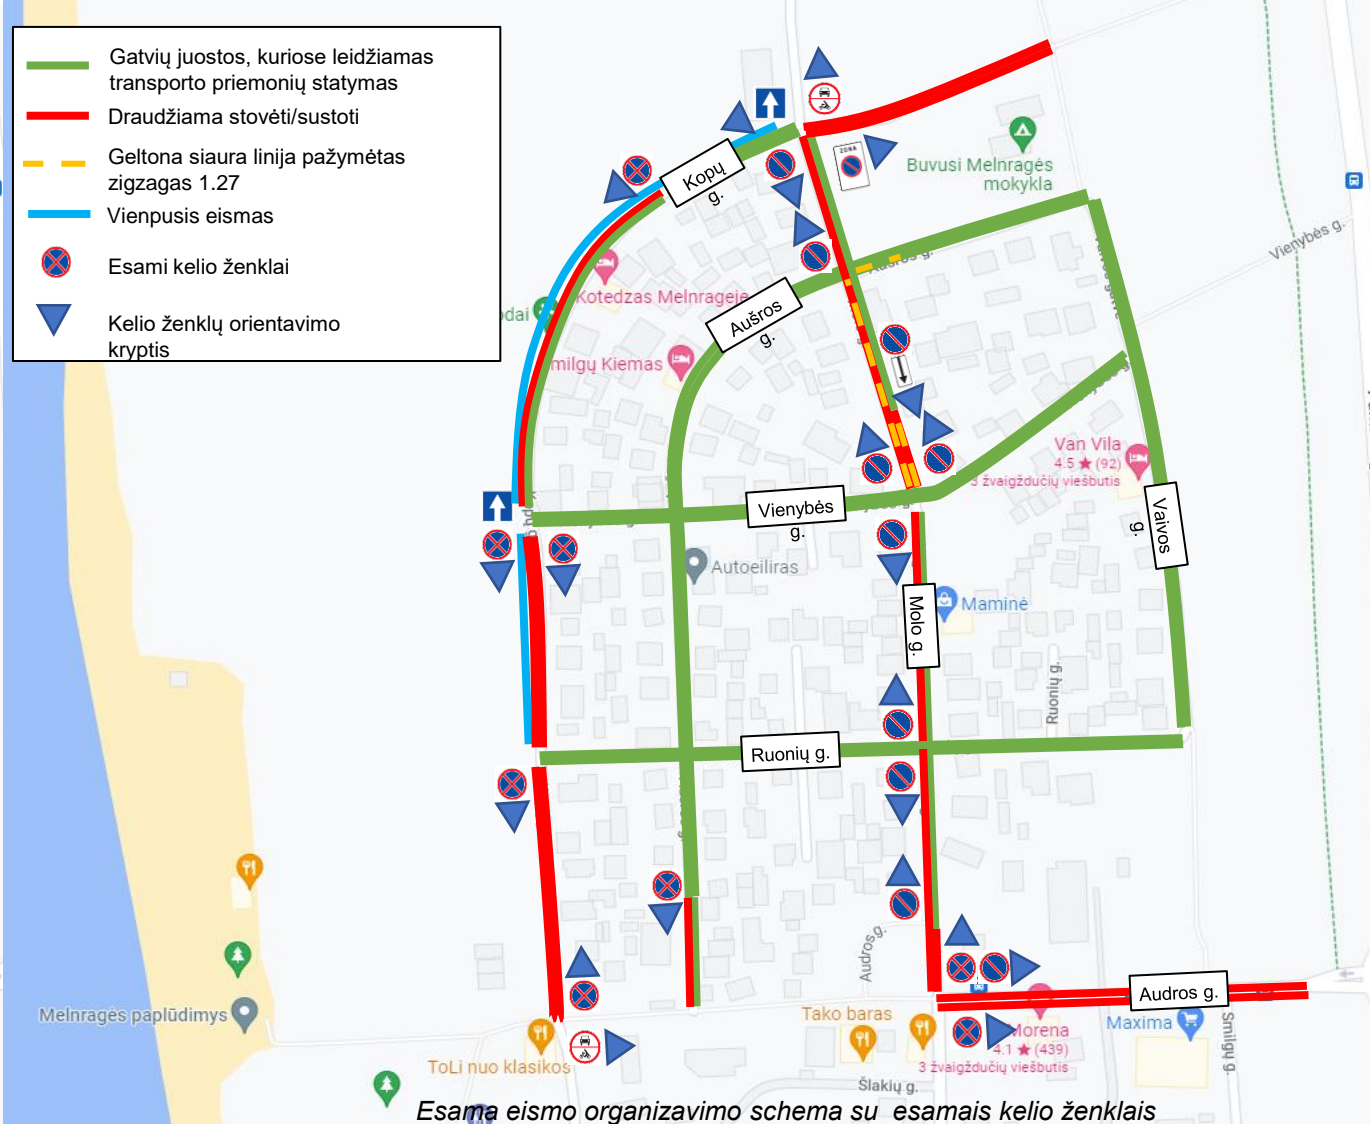 Gatvių juostos, kuriose leidžiamas
transporto priemonių statymas
Draudžiama stovėti/sustoti
Geltona siaura linija pažymėtas
zigzagas 1.27
Vienpusis eismas
Esami kelio ženklai
Kelio ženklų orientavimo
kryptis
Kopų
g.
ZONA
Buvusi Melnragės
mokykla
Vienybės g.
Aušros g.
Kotedzas Melnragėje
odai
Aušros
g.
milgų Kiemas
Van Vila
4.5 ★ (92)
3 žvaigždučių viešbutis
Vienybės
g.
Vaivos
g.
Autoeiliras
Maminė
Molo g.
Ruonių g.
Ruonių g.
Audros g.
Audros g.
Melnragės paplūdimys
Tako baras
Morena
4.1 ★ (439)
3 žvaigždučių viešbutis
Maxima
Smilgų g.
ToLi nuo klasikos
Šlakių g.
Esama eismo organizavimo schema su esamais kelio ženklais